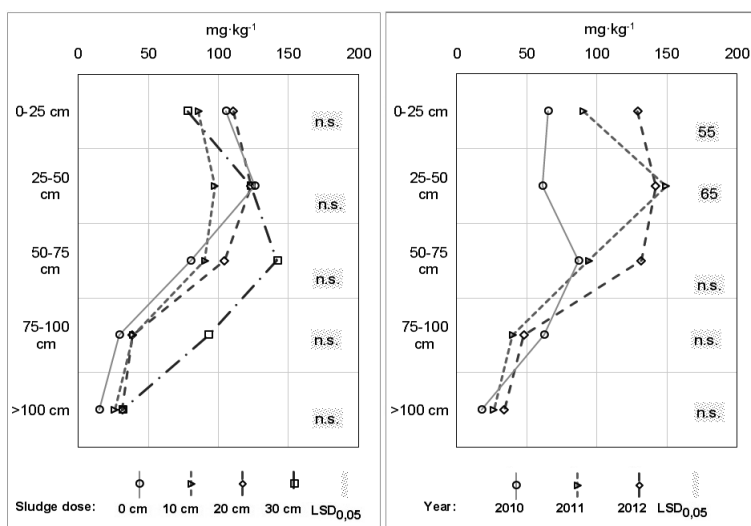 mg·kg⁻¹
0 50 100 150 200
0-25 cm
n.s.
25-50 cm
n.s.
50-75 cm
n.s.
75-100 cm
n.s.
>100 cm
n.s.
Sludge dose: 0 cm 10 cm 20 cm 30 cm LSD0,05
mg·kg⁻¹
0 50 100 150 200
0-25 cm
55
25-50 cm
65
50-75 cm
n.s.
75-100 cm
n.s.
>100 cm
n.s.
Year: 2010 2011 2012 LSD0,05